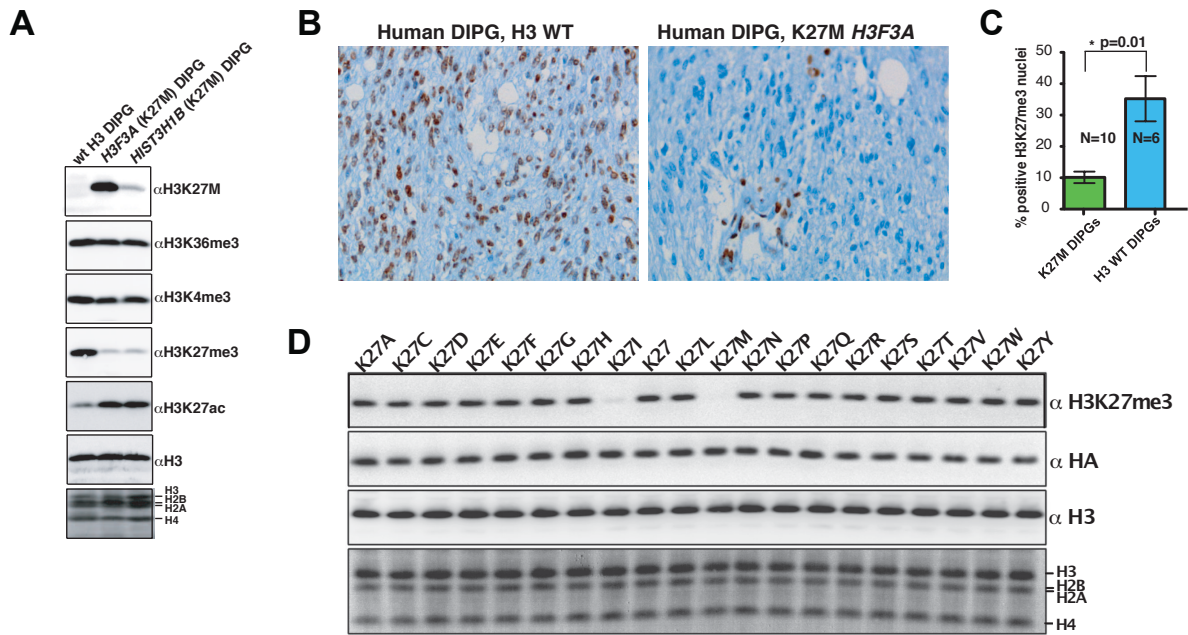 A
wt H3 DIPG
H3F3A (K27M) DIPG
HIST3H1B (K27M) DIPG
αH3K27M
αH3K36me3
αH3K4me3
αH3K27me3
αH3K27ac
αH3
H3
H2B
H2A
H4
B
Human DIPG, H3 WT
Human DIPG, K27M H3F3A
C
* p=0.01
% positive H3K27me3 nuclei
50
40
30
20
10
0
N=10
N=6
K27M DIPGs
H3 WT DIPGs
D
K27A
K27C
K27D
K27E
K27F
K27G
K27H
K27I
K27
K27L
K27M
K27N
K27P
K27Q
K27R
K27S
K27T
K27V
K27W
K27Y
α H3K27me3
α HA
α H3
H3
H2B
H2A
H4